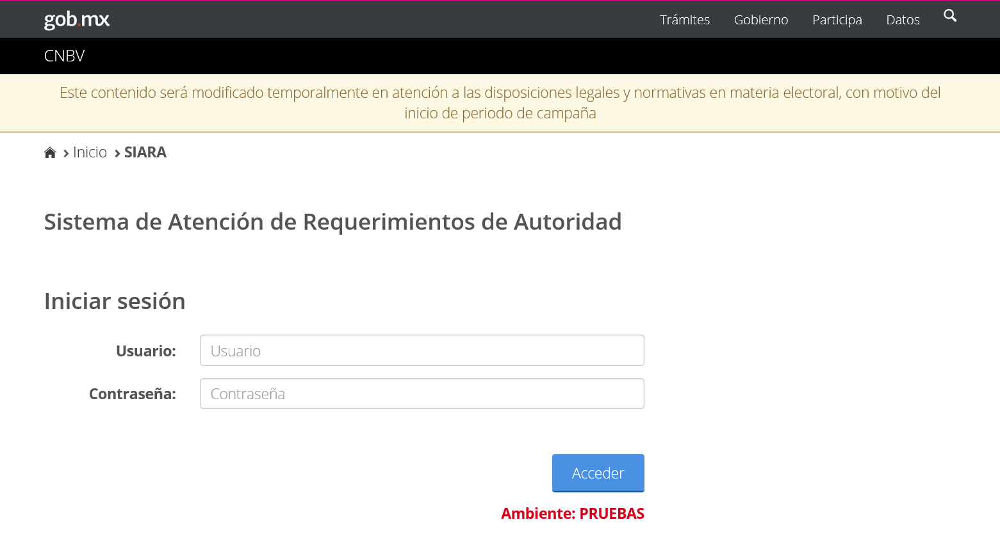 gob.mx
Trámites Gobierno Participa Datos
CNBV
Este contenido será modificado temporalmente en atención a las disposiciones legales y normativas en materia electoral, con motivo del
inicio de periodo de campaña
Inicio SIARA
Sistema de Atención de Requerimientos de Autoridad
Iniciar sesión
Usuario: Usuario
Contraseña: Contraseña
Acceder
Ambiente: PRUEBAS